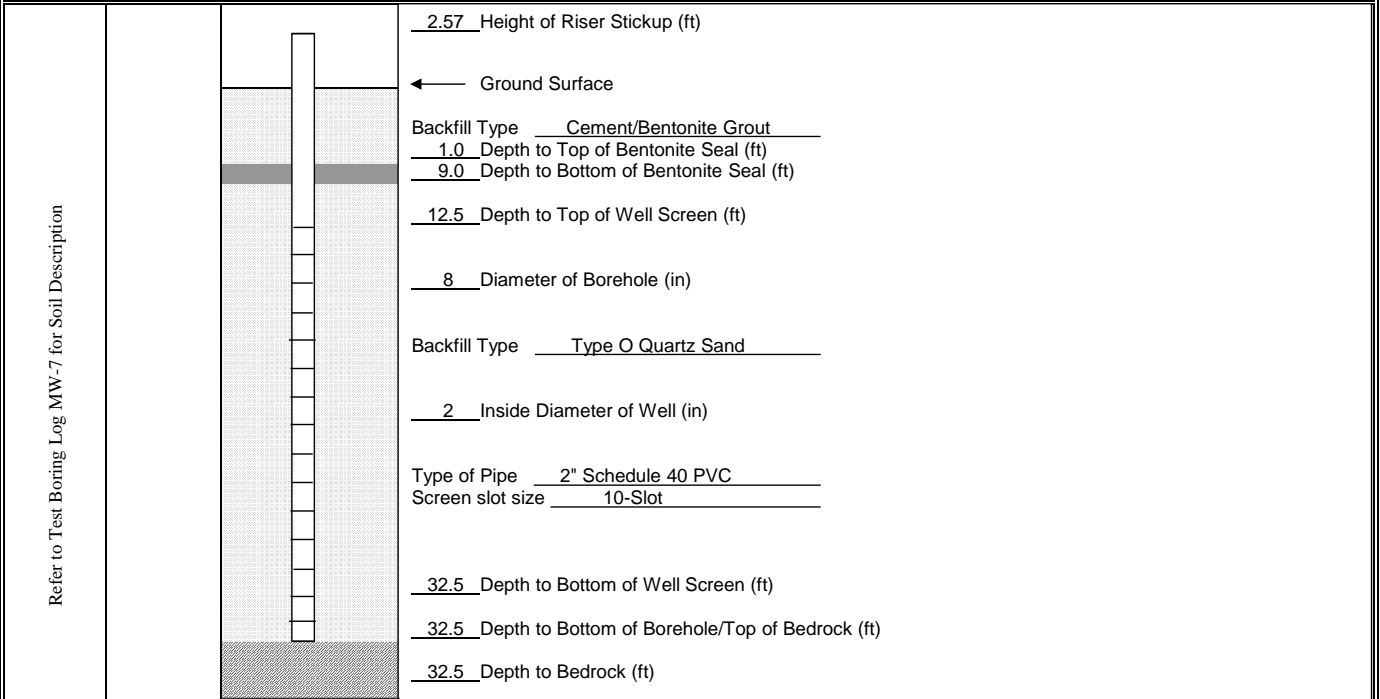 Refer to Test Boring Log MW-7 for Soil Description
2.57 Height of Riser Stickup (ft)
Ground Surface
Backfill Type Cement/Bentonite Grout
1.0 Depth to Top of Bentonite Seal (ft)
9.0 Depth to Bottom of Bentonite Seal (ft)
12.5 Depth to Top of Well Screen (ft)
8 Diameter of Borehole (in)
Backfill Type Type O Quartz Sand
2 Inside Diameter of Well (in)
Type of Pipe 2" Schedule 40 PVC
Screen slot size 10-Slot
32.5 Depth to Bottom of Well Screen (ft)
32.5 Depth to Bottom of Borehole/Top of Bedrock (ft)
32.5 Depth to Bedrock (ft)